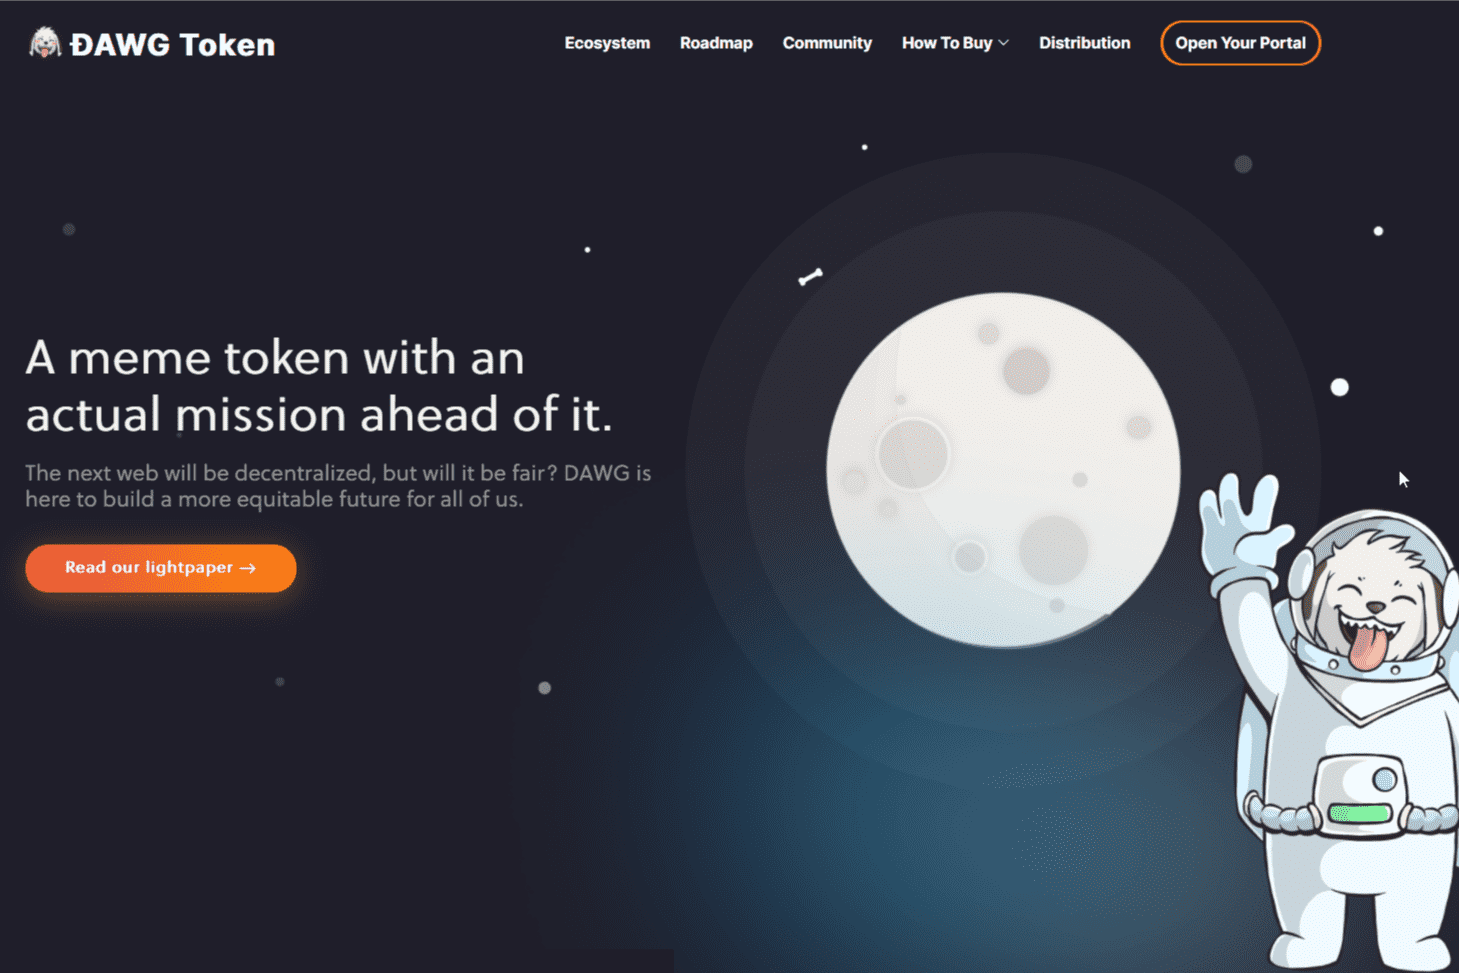 ĐAWG Token
Ecosystem
Roadmap
Community
How To Buy
Distribution
Open Your Portal
A meme token with an
actual mission ahead of it.
The next web will be decentralized, but will it be fair? DAWG is
here to build a more equitable future for all of us.
Read our lightpaper →